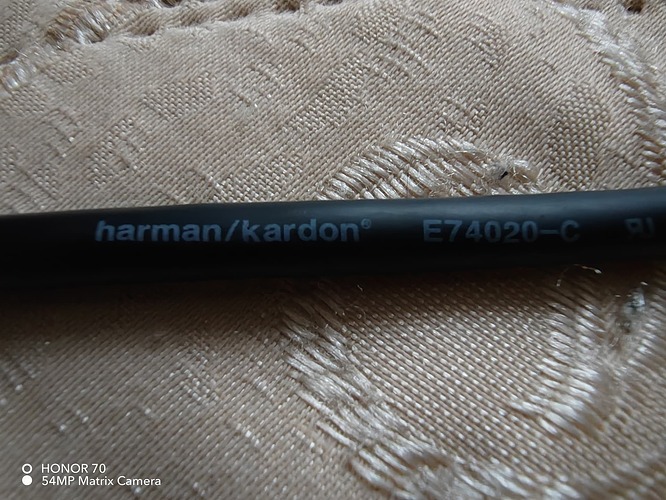 harman/kardon® E74020-C
HONOR 70
54MP Matrix Camera